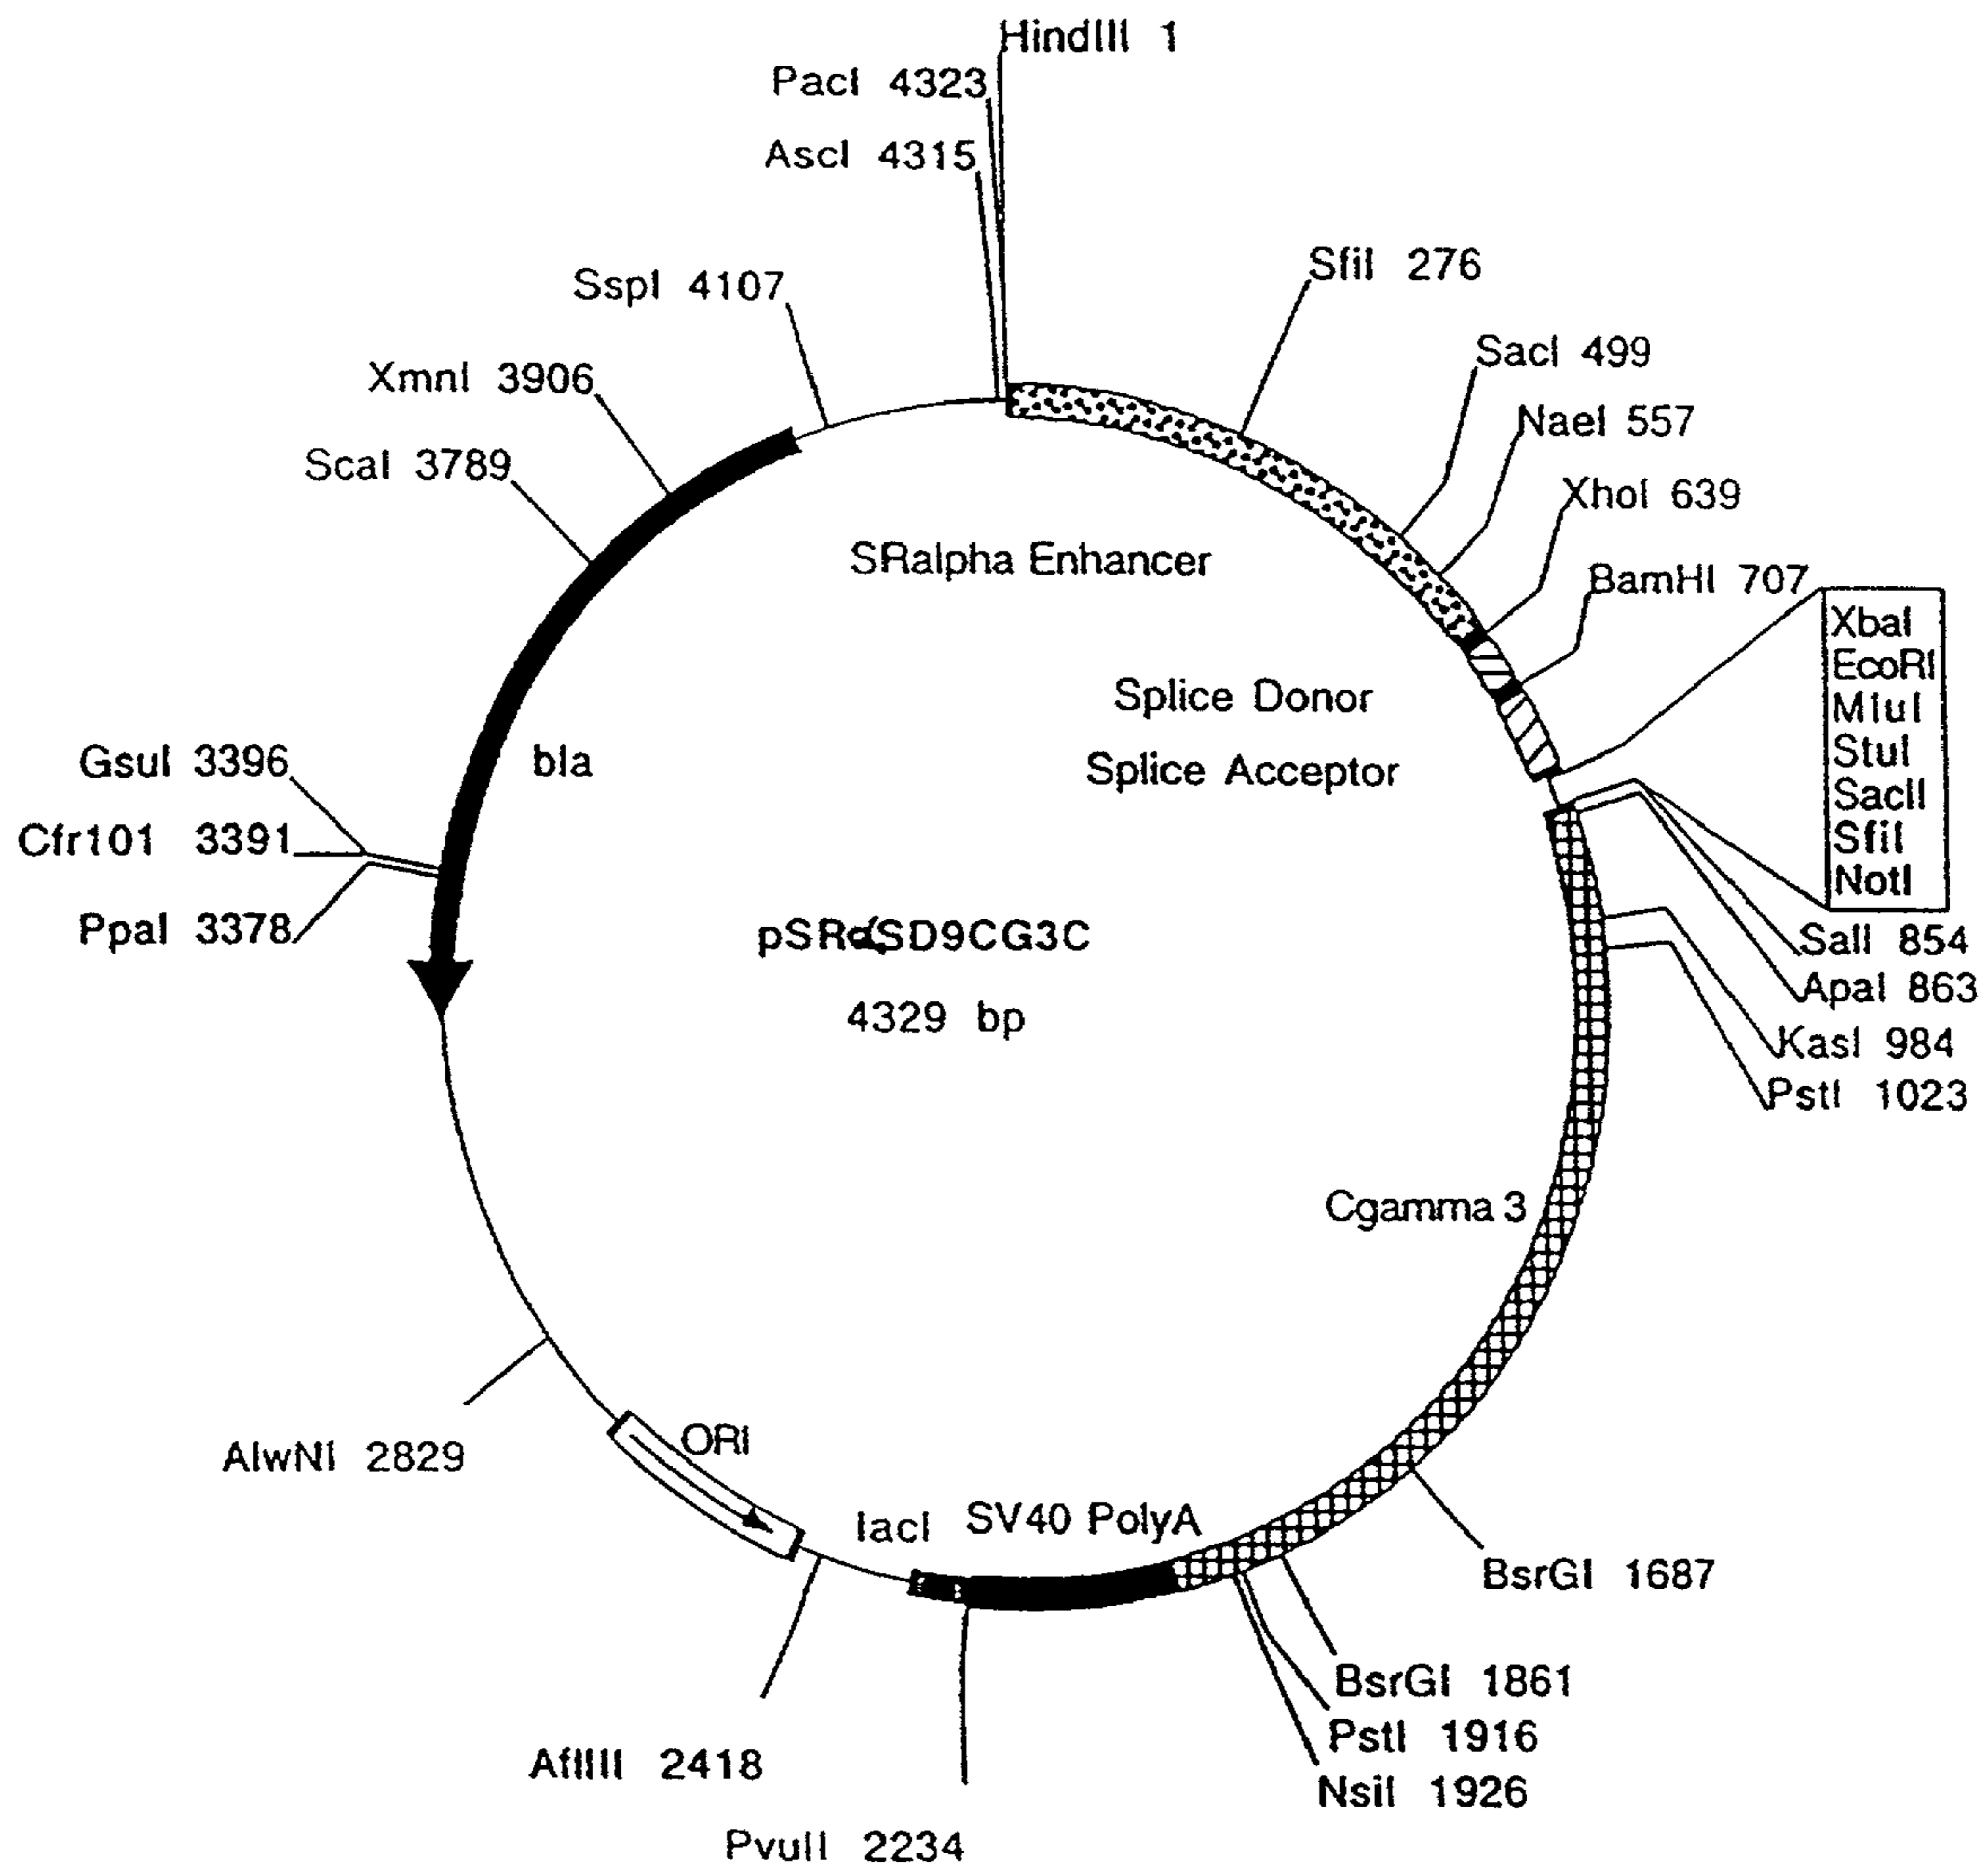 HindIII 1
PacI 4323
AscI 4315
SfiI 276
SspI 4107
SacI 499
XmnI 3906
NaeI 557
ScaI 3789
XhoI 639
SRalpha Enhancer
BamHI 707
XbaI
EcoRI
MluI
StuI
SacII
SfiI
NotI
Splice Donor
Splice Acceptor
GsuI 3396
bla
Cfr101 3391
PpaI 3378
pSRαSD9CG3C
4329 bp
SalI 854
ApaI 863
KasI 984
PstI 1023
Cgamma 3
AlwNI 2829
ORI
lacI
SV40 PolyA
BsrGI 1687
BsrGI 1861
PstI 1916
NsiI 1926
AflIII 2418
PvuII 2234